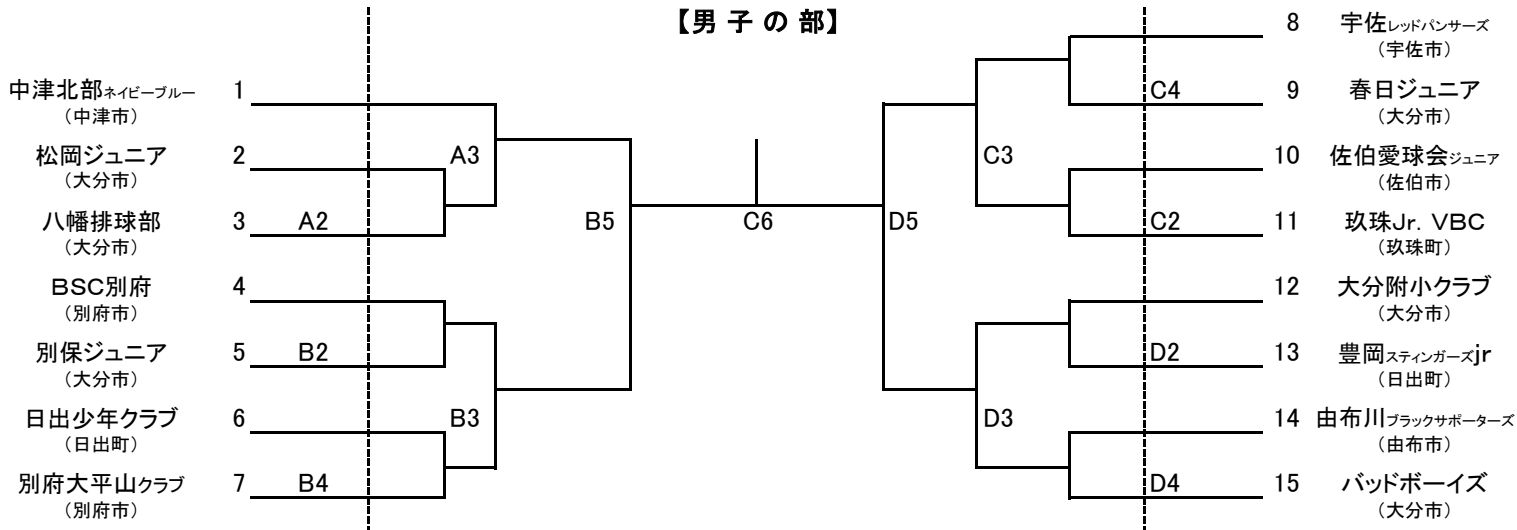 【男 子 の 部】
中津北部ネイビーブルー 1
（中津市）
松岡ジュニア 2
（大分市）
八幡排球部 3 A2
（大分市）
BSC別府 4
（別府市）
別保ジュニア 5 B2
（大分市）
日出少年クラブ 6
（日出町）
別府大平山クラブ 7 B4
（別府市）
A3
B3
B5
C6
D5
C3
D3
8 宇佐レッドパンサーズ
（宇佐市）
C4 9 春日ジュニア
（大分市）
10 佐伯愛球会ジュニア
（佐伯市）
C2 11 玖珠Jr. VBC
（玖珠町）
12 大分附小クラブ
（大分市）
D2 13 豊岡スティンガーズjr
（日出町）
14 由布川ブラックサポーターズ
（由布市）
D4 15 バッドボーイズ
（大分市）